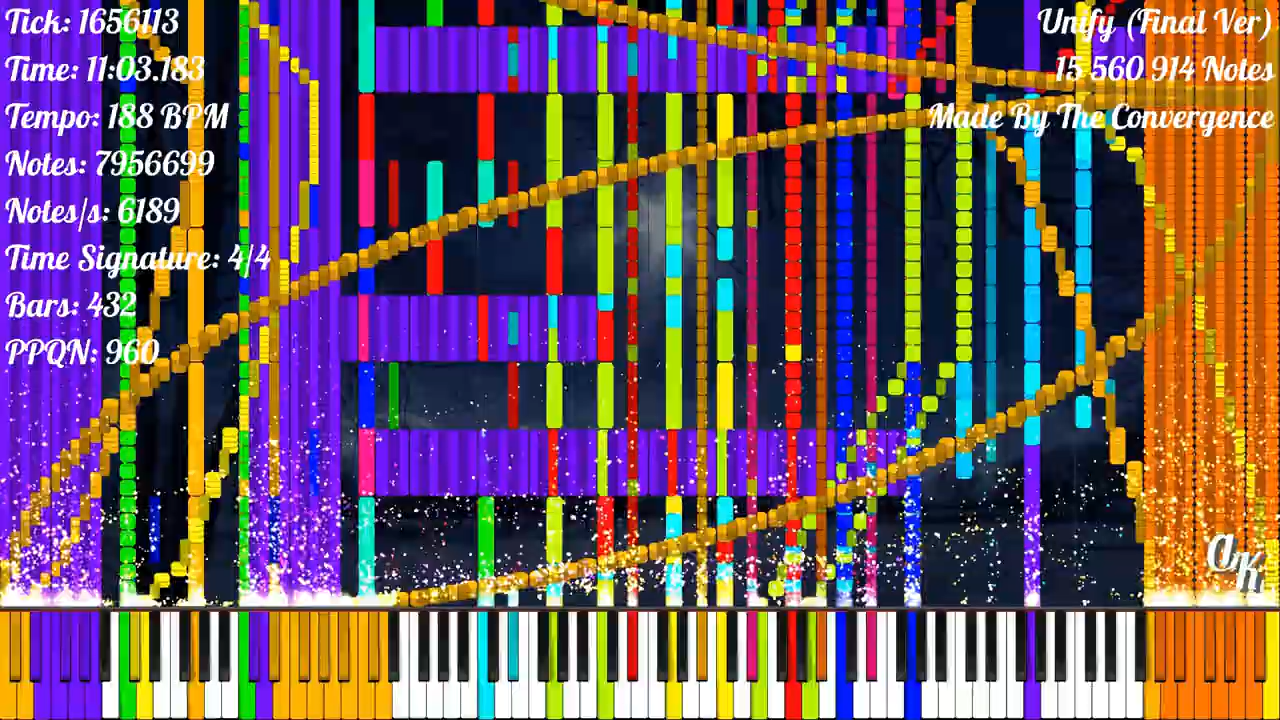 Tick: 1656113
Time: 11:03.183
Tempo: 188 BPM
Notes: 7956699
Notes/s: 6189
Time Signature: 4/4
Bars: 432
PPQN: 960
Unify (Final Ver)
15 560 914 Notes
Made By The Convergence
OK